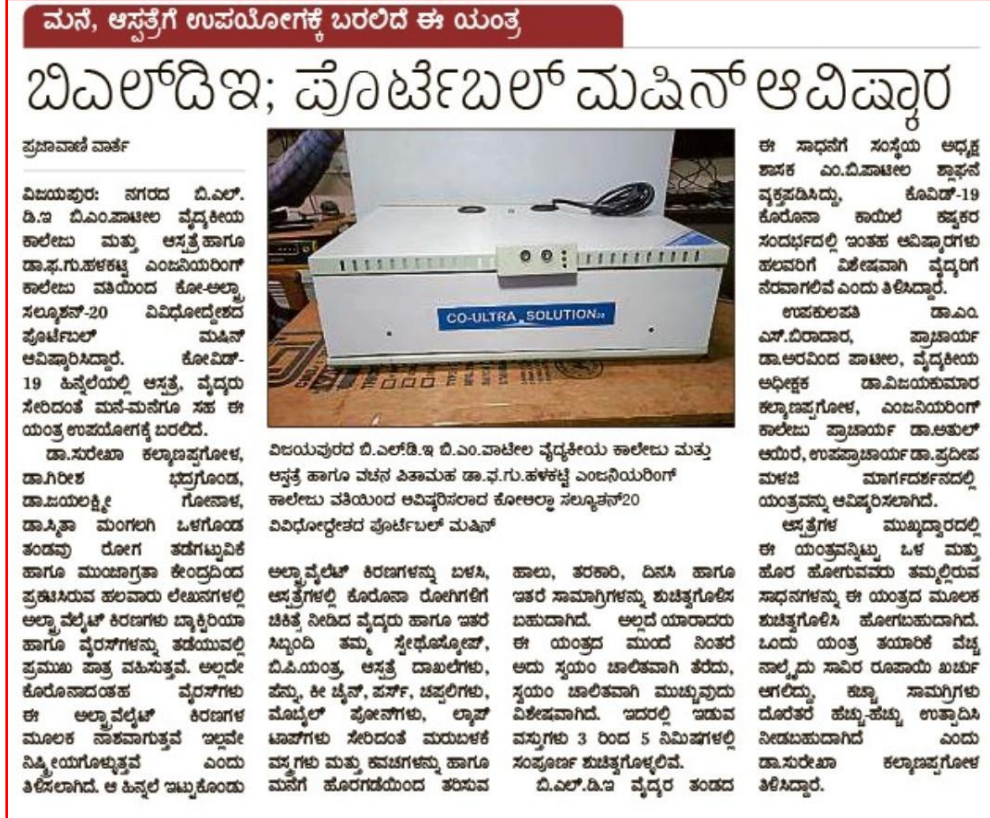 ಮನೆ, ಆಸ್ಪತ್ರೆಗೆ ಉಪಯೋಗಕ್ಕೆ ಬರಲಿದೆ ಈ ಯಂತ್ರ
ಬಿಎಲ್‌ಡಿಇ; ಪೊರ್ಟೆಬಲ್ ಮಷಿನ್ ಆವಿಷ್ಕಾರ
ಪ್ರಜಾವಾಣಿ ವಾರ್ತೆ
ವಿಜಯಪುರ: ನಗರದ ಬಿ.ಎಲ್.
ಡಿ.ಇ ಬಿ.ಎಂ.ಪಾಟೀಲ ವೈದ್ಯಕೀಯ
ಕಾಲೇಜು ಮತ್ತು ಆಸ್ಪತ್ರೆ ಹಾಗೂ
ಡಾ.ಫ.ಗು.ಹಳಕಟ್ಟಿ ಎಂಜನಿಯರಿಂಗ್
ಕಾಲೇಜು ವತಿಯಿಂದ ಕೋ-ಅಲ್ಟ್ರಾ
ಸಲ್ಯೂಶನ್-20 ವಿವಿಧೋದ್ದೇಶದ
ಪೊರ್ಟೆಬಲ್ ಮಷಿನ್
ಆವಿಷ್ಕಾರಿಸಿದ್ದಾರೆ. ಕೋವಿಡ್-
19 ಹಿನ್ನೆಲೆಯಲ್ಲಿ ಆಸ್ಪತ್ರೆ, ವೈದ್ಯರು
ಸೇರಿದಂತೆ ಮನೆ-ಮನೆಗೂ ಸಹ ಈ
ಯಂತ್ರ ಉಪಯೋಗಕ್ಕೆ ಬರಲಿದೆ.
ಡಾ.ಸುರೇಖಾ ಕಲ್ಯಾಣಪ್ಪಗೋಳ,
ಡಾ.ಗಿರೀಶ ಭದ್ರಗೊಂಡ,
ಡಾ.ಜಯಲಕ್ಷ್ಮೀ ಗೋನಾಳ,
ಡಾ.ಸ್ಮಿತಾ ಮಂಗಲಗಿ ಒಳಗೊಂಡ
ತಂಡವು ರೋಗ ತಡೆಗಟ್ಟುವಿಕೆ
ಹಾಗೂ ಮುಂಜಾಗ್ರತಾ ಕೇಂದ್ರದಿಂದ
ಪ್ರಕಟಿಸಿರುವ ಹಲವಾರು ಲೇಖನಗಳಲ್ಲಿ
ಅಲ್ಟ್ರಾವೆಲೈಟ್ ಕಿರಣಗಳು ಬ್ಯಾಕ್ಟಿರಿಯಾ
ಹಾಗೂ ವೈರಸ್‌ಗಳನ್ನು ತಡೆಯುವಲ್ಲಿ
ಪ್ರಮುಖ ಪಾತ್ರ ವಹಿಸುತ್ತವೆ. ಅಲ್ಲದೇ
ಕೊರೊನಾದಂತಹ ವೈರಸ್‌ಗಳು
ಈ ಅಲ್ಟ್ರಾವೆಲೈಟ್ ಕಿರಣಗಳ
ಮೂಲಕ ನಾಶವಾಗುತ್ತವೆ ಇಲ್ಲವೇ
ನಿಷ್ಕ್ರೀಯಗೊಳ್ಳುತ್ತವೆ ಎಂದು
ತಿಳಿಸಲಾಗಿದೆ. ಆ ಹಿನ್ನಲೆ ಇಟ್ಟುಕೊಂಡು
CO-ULTRA SOLUTION20
ವಿಜಯಪುರದ ಬಿ.ಎಲ್‌ಡಿ.ಇ ಬಿ.ಎಂ.ಪಾಟೀಲ ವೈದ್ಯಕೀಯ ಕಾಲೇಜು ಮತ್ತು
ಆಸ್ಪತ್ರೆ ಹಾಗೂ ವಚನ ಪಿತಾಮಹ ಡಾ.ಫ.ಗು.ಹಳಕಟ್ಟಿ ಎಂಜನಿಯರಿಂಗ್
ಕಾಲೇಜು ವತಿಯಿಂದ ಆವಿಷ್ಕರಿಸಲಾದ ಕೋಅಲ್ಟ್ರಾ ಸಲ್ಯೂಶನ್20
ವಿವಿಧೋದ್ದೇಶದ ಪೊರ್ಟೆಬಲ್ ಮಷಿನ್
ಅಲ್ಟ್ರಾವೈಲೆಟ್ ಕಿರಣಗಳನ್ನು ಬಳಸಿ,
ಆಸ್ಪತ್ರೆಗಳಲ್ಲಿ ಕೊರೊನಾ ರೋಗಿಗಳಿಗೆ
ಚಿಕಿತ್ಸೆ ನೀಡಿದ ವೈದ್ಯರು ಹಾಗೂ ಇತರೆ
ಸಿಬ್ಬಂದಿ ತಮ್ಮ ಸ್ಟೇಥೊಸ್ಕೋಪ್,
ಬಿ.ಪಿ.ಯಂತ್ರ, ಆಸ್ಪತ್ರೆ ದಾಖಲೆಗಳು,
ಪೆನ್ನು, ಕೀ ಚೈನ್, ಪರ್ಸ್, ಚಪ್ಪಲಿಗಳು,
ಮೊಬೈಲ್ ಫೋನ್‌ಗಳು, ಲ್ಯಾಪ್
ಟಾಪ್‌ಗಳು ಸೇರಿದಂತೆ ಮರುಬಳಕೆ
ವಸ್ತ್ರಗಳು ಮತ್ತು ಕವಚಗಳನ್ನು ಹಾಗೂ
ಮನೆಗೆ ಹೊರಗಡೆಯಿಂದ ತರಿಸುವ
ಹಾಲು, ತರಕಾರಿ, ದಿನಸಿ ಹಾಗೂ
ಇತರೆ ಸಾಮಾಗ್ರಿಗಳನ್ನು ಶುಚಿತ್ವಗೊಳಿಸ
ಬಹುದಾಗಿದೆ. ಅಲ್ಲದೆ ಯಾರಾದರು
ಈ ಯಂತ್ರದ ಮುಂದೆ ನಿಂತರೆ
ಅದು ಸ್ವಯಂ ಚಾಲಿತವಾಗಿ ತೆರೆದು,
ಸ್ವಯಂ ಚಾಲಿತವಾಗಿ ಮುಚ್ಚುವುದು
ವಿಶೇಷವಾಗಿದೆ. ಇದರಲ್ಲಿ ಇಡುವ
ವಸ್ತುಗಳು 3 ರಿಂದ 5 ನಿಮಿಷಗಳಲ್ಲಿ
ಸಂಪೂರ್ಣ ಶುಚಿತ್ವಗೊಳ್ಳಲಿವೆ.
ಬಿ.ಎಲ್.ಡಿ.ಇ ವೈದ್ಯರ ತಂಡದ
ಈ ಸಾಧನೆಗೆ ಸಂಸ್ಥೆಯ ಅಧ್ಯಕ್ಷ
ಶಾಸಕ ಎಂ.ಬಿ.ಪಾಟೀಲ ಶ್ಲಾಘನೆ
ವ್ಯಕ್ತಪಡಿಸಿದ್ದು, ಕೊವಿಡ್-19
ಕೊರೊನಾ ಕಾಯಿಲೆ ಕಷ್ಟಕರ
ಸಂದರ್ಭದಲ್ಲಿ ಇಂತಹ ಆವಿಷ್ಕಾರಗಳು
ಹಲವರಿಗೆ ವಿಶೇಷವಾಗಿ ವೈದ್ಯರಿಗೆ
ನೆರವಾಗಲಿವೆ ಎಂದು ತಿಳಿಸಿದ್ದಾರೆ.
ಉಪಕುಲಪತಿ ಡಾ.ಎಂ.
ಎಸ್.ಬಿರಾದಾರ, ಪ್ರಾಚಾರ್ಯ
ಡಾ.ಅರವಿಂದ ಪಾಟೀಲ, ವೈದ್ಯಕೀಯ
ಅಧೀಕ್ಷಕ ಡಾ.ವಿಜಯಕುಮಾರ
ಕಲ್ಯಾಣಪ್ಪಗೋಳ, ಎಂಜನಿಯರಿಂಗ್
ಕಾಲೇಜು ಪ್ರಾಚಾರ್ಯ ಡಾ.ಅತುಲ್
ಆಯಿರೆ, ಉಪಪ್ರಾಚಾರ್ಯ ಡಾ.ಪ್ರದೀಪ
ಮಳಜಿ ಮಾರ್ಗದರ್ಶನದಲ್ಲಿ
ಯಂತ್ರವನ್ನು ಆವಿಷ್ಕರಿಸಲಾಗಿದೆ.
ಆಸ್ಪತ್ರೆಗಳ ಮುಖ್ಯದ್ವಾರದಲ್ಲಿ
ಈ ಯಂತ್ರವನ್ನಿಟ್ಟು ಒಳ ಮತ್ತು
ಹೊರ ಹೋಗುವವರು ತಮ್ಮಲ್ಲಿರುವ
ಸಾಧನಗಳನ್ನು ಈ ಯಂತ್ರದ ಮೂಲಕ
ಶುಚಿತ್ವಗೊಳಿಸಿ ಹೋಗಬಹುದಾಗಿದೆ.
ಒಂದು ಯಂತ್ರ ತಯಾರಿಕೆ ವೆಚ್ಚ
ನಾಲ್ಕೈದು ಸಾವಿರ ರೂಪಾಯಿ ಖರ್ಚು
ಆಗಲಿದ್ದು, ಕಚ್ಚಾ ಸಾಮಗ್ರಿಗಳು
ದೊರೆತರೆ ಹೆಚ್ಚು-ಹೆಚ್ಚು ಉತ್ಪಾದಿಸಿ
ನೀಡಬಹುದಾಗಿದೆ ಎಂದು
ಡಾ.ಸುರೇಖಾ ಕಲ್ಯಾಣಪ್ಪಗೋಳ
ತಿಳಿಸಿದ್ದಾರೆ.